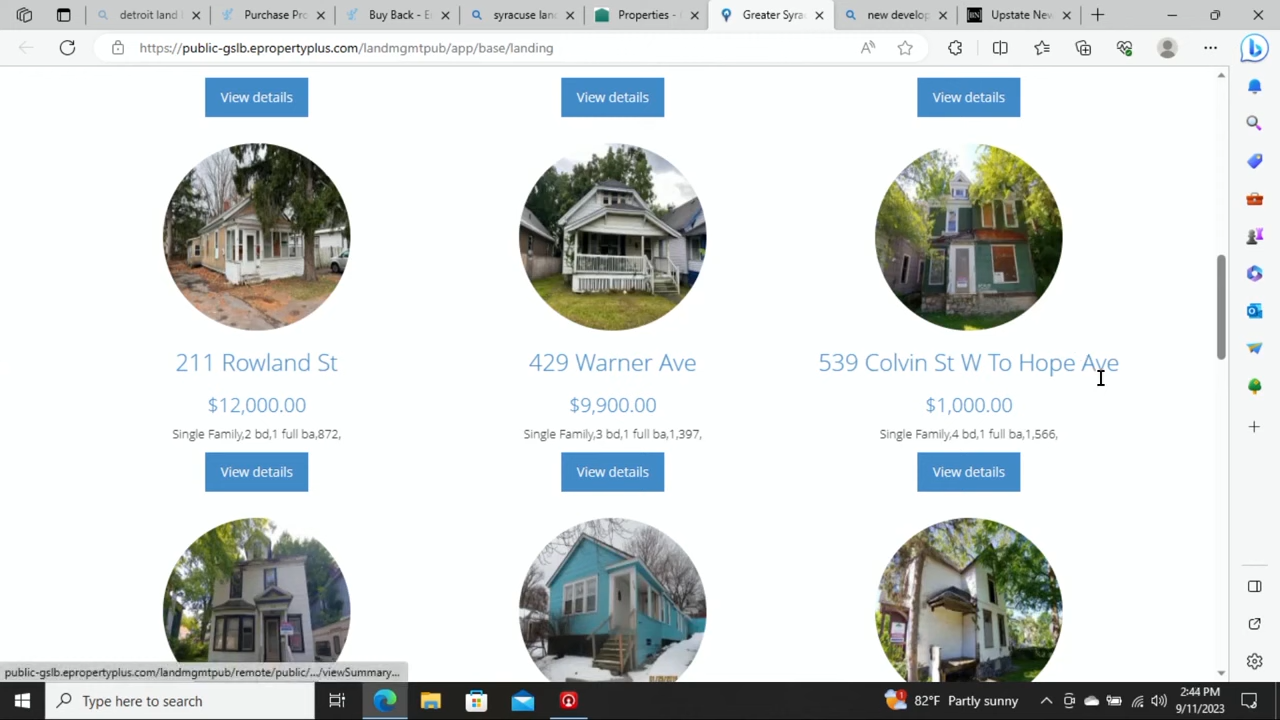 detroit land
Purchase Pro
Buy Back - E
syracuse lan
Properties -
Greater Syra
new develop
BN
Upstate New
https://public-gslb.epropertyplus.com/landmgmtpub/app/base/landing
View details
View details
View details
211 Rowland St
429 Warner Ave
539 Colvin St W To Hope Ave
$12,000.00
$9,900.00
$1,000.00
Single Family,2 bd,1 full ba,872,
Single Family,3 bd,1 full ba,1,397,
Single Family,4 bd,1 full ba,1,566,
View details
View details
View details
public-gslb.epropertyplus.com/landmgmtpub/remote/public/.../viewSummary...
Type here to search
1
82°F Partly sunny
2:44 PM
9/11/2023